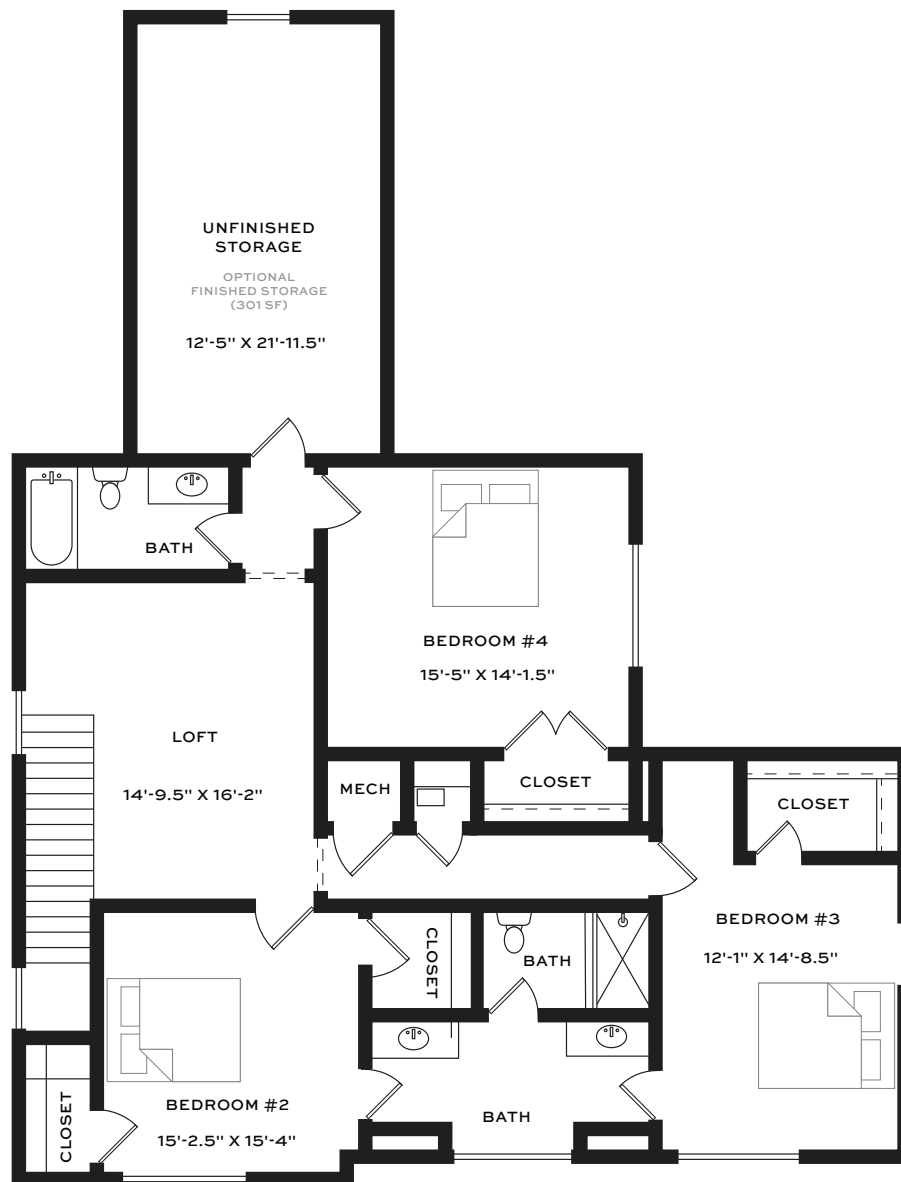 UNFINISHED
STORAGE
OPTIONAL
FINISHED STORAGE
(301 SF)
12'-5" X 21'-11.5"
BATH
BEDROOM #4
15'-5" X 14'-1.5"
LOFT
14'-9.5" X 16'-2"
MECH
CLOSET
CLOSET
BEDROOM #3
12'-1" X 14'-8.5"
CLOSET
BATH
BEDROOM #2
15'-2.5" X 15'-4"
BATH
CLOSET